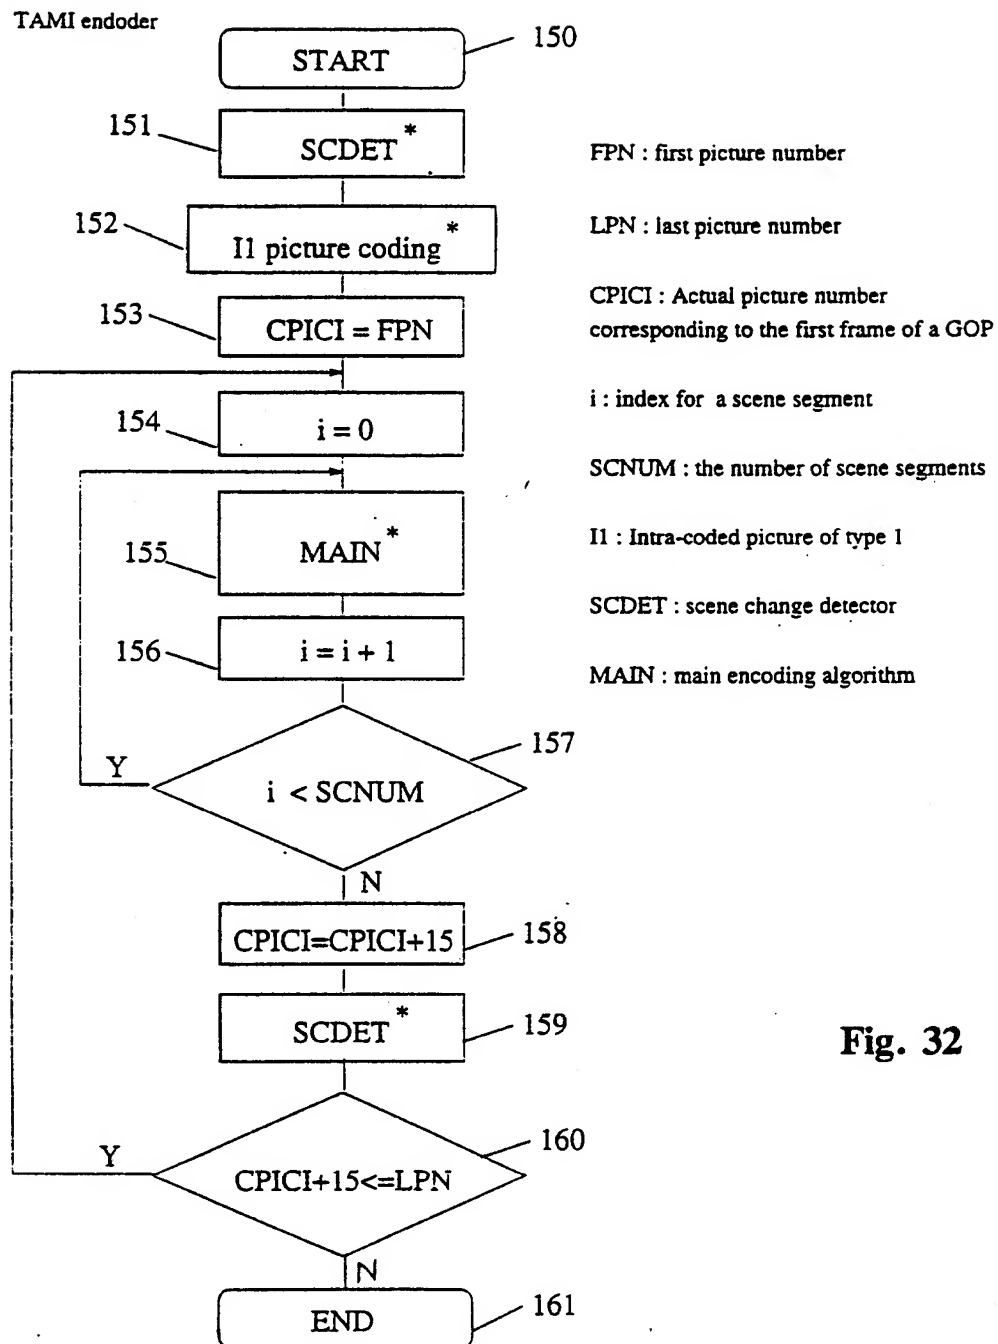 TAMI endoder
START
150
151
SCDET *
FPN : first picture number
152
I1 picture coding *
LPN : last picture number
153
CPICI = FPN
CPICI : Actual picture number
corresponding to the first frame of a GOP
154
i = 0
i : index for a scene segment
SCNUM : the number of scene segments
155
MAIN *
I1 : Intra-coded picture of type 1
SCDET : scene change detector
156
i = i + 1
MAIN : main encoding algorithm
157
Y
i < SCNUM
N
CPICI=CPICI+15
158
SCDET *
159
Fig. 32
160
Y
CPICI+15<=LPN
N
END
161